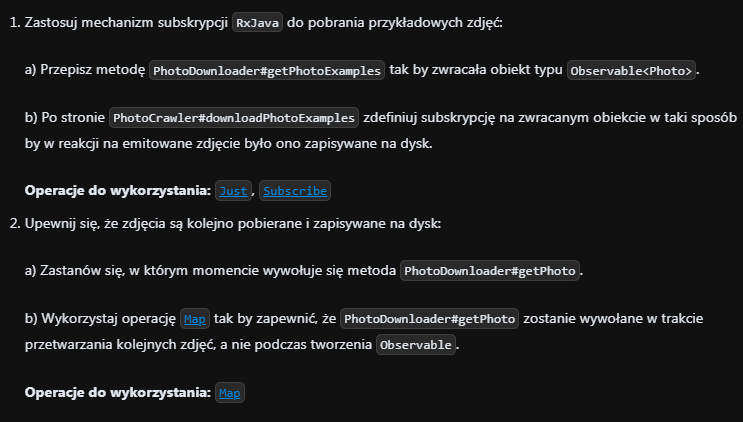 1. Zastosuj mechanizm subskrypcji RxJava do pobrania przykładowych zdjęć:
a) Przepisz metodę PhotoDownloader#getPhotoExamples tak by zwracała obiekt typu Observable<Photo>.
b) Po stronie PhotoCrawler#downloadPhotoExamples zdefiniuj subskrypcję na zwracanym obiekcie w taki sposób
by w reakcji na emitowane zdjęcie było ono zapisywane na dysk.
Operacje do wykorzystania: Just, Subscribe
2. Upewnij się, że zdjęcia są kolejno pobierane i zapisywane na dysk:
a) Zastanów się, w którym momencie wywołuje się metoda PhotoDownloader#getPhoto.
b) Wykorzystaj operację Map tak by zapewnić, że PhotoDownloader#getPhoto zostanie wywołane w trakcie
przetwarzania kolejnych zdjęć, a nie podczas tworzenia Observable.
Operacje do wykorzystania: Map